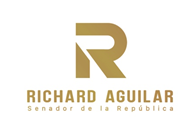 R
RICHARD AGUILAR
Senador de la República